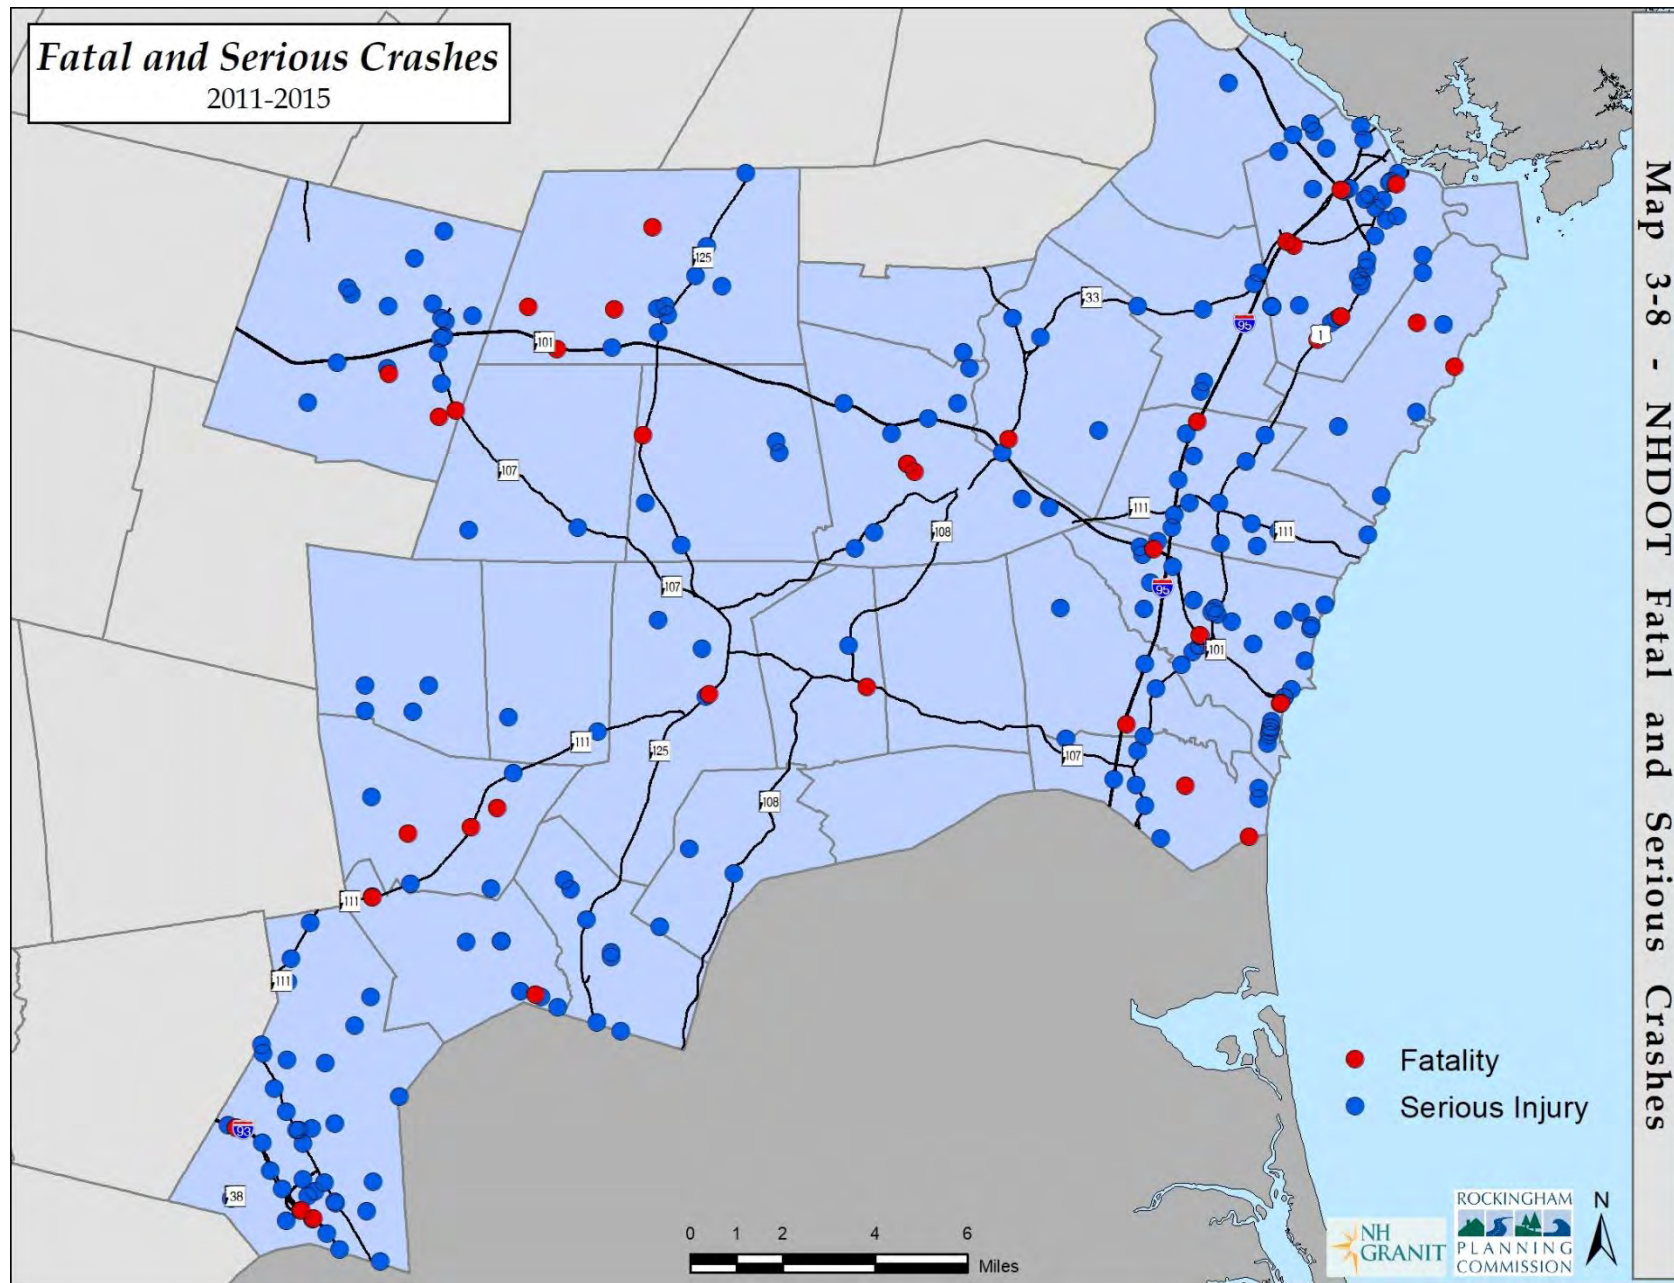 Fatal and Serious Crashes
2011-2015
Map 3-8 - NHDOT Fatal and Serious Crashes
125
33
95
1
101
107
111
111
108
107
95
101
111
125
107
108
111
111
93
38
Fatality
Serious Injury
0 1 2 4 6
Miles
NH
GRANIT
ROCKINGHAM
PLANNING
COMMISSION
N